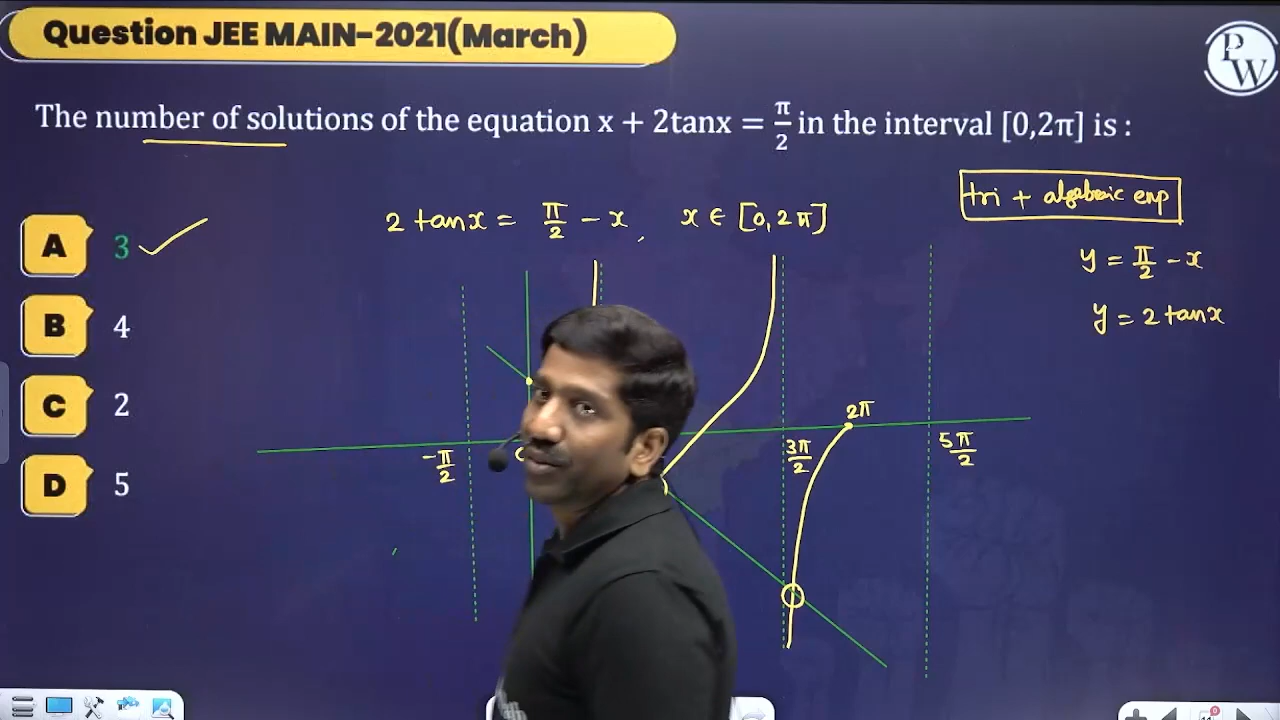 Question JEE MAIN-2021(March)
PW
The number of solutions of the equation x + 2tanx = π/2 in the interval [0,2π] is :
tri + algebraic exp
2 tanx = π/2 - x, x ∈ [0,2π]
y = π/2 - x
y = 2tanx
A 3
B 4
C 2
D 5
2π
-π/2
3π/2
5π/2